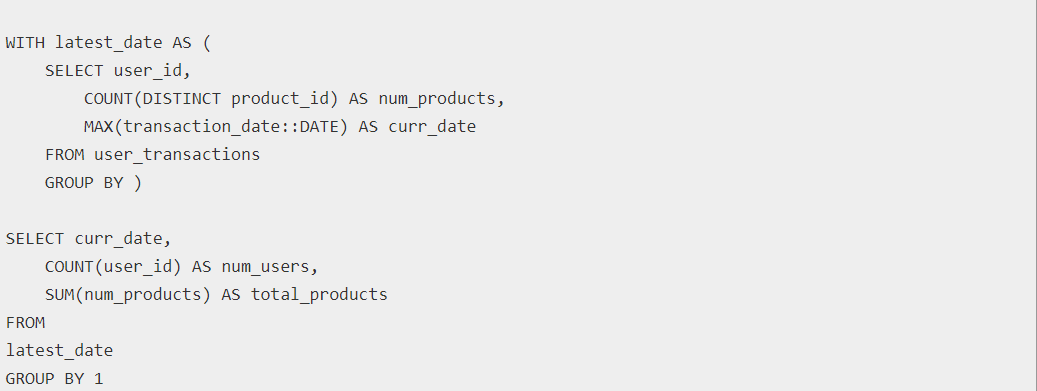 WITH latest_date AS (
    SELECT user_id,
        COUNT(DISTINCT product_id) AS num_products,
        MAX(transaction_date::DATE) AS curr_date
    FROM user_transactions
    GROUP BY )

SELECT curr_date,
    COUNT(user_id) AS num_users,
    SUM(num_products) AS total_products
FROM
latest_date
GROUP BY 1